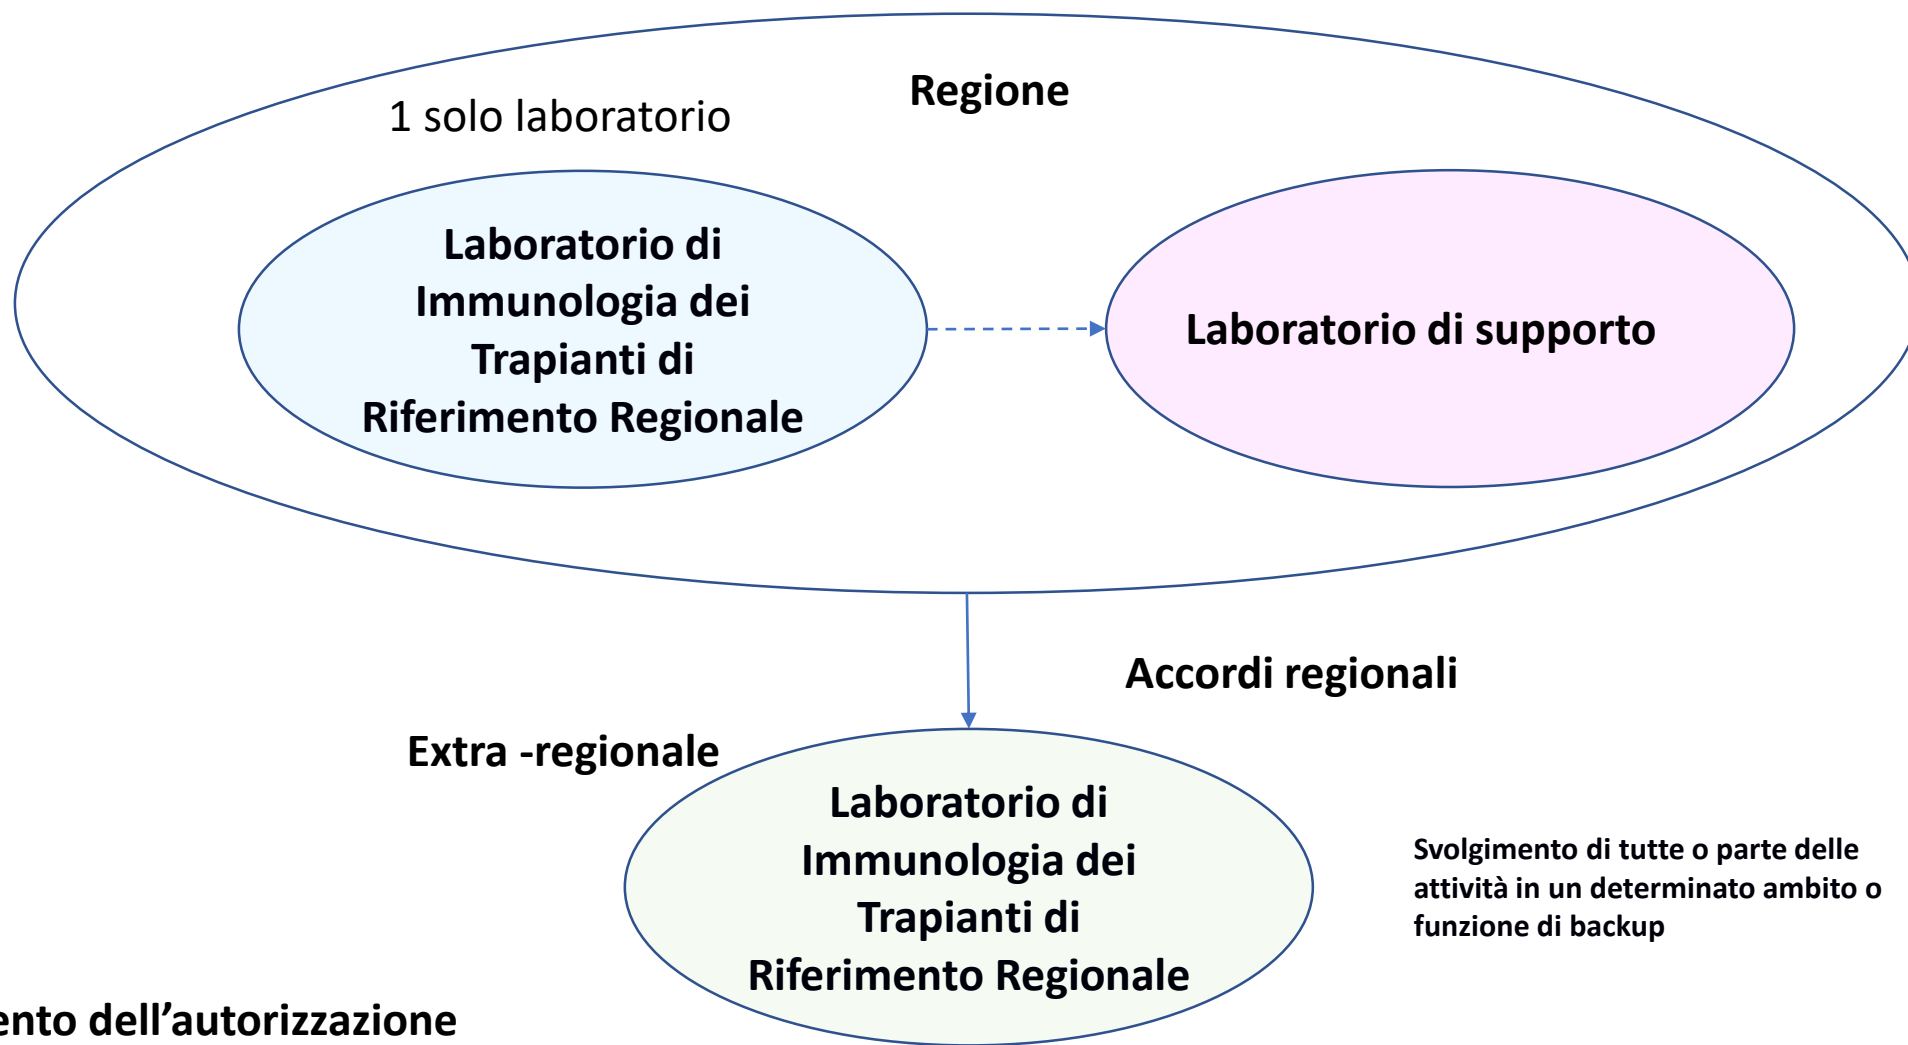 Regione
1 solo laboratorio
Laboratorio di
Immunologia dei
Trapianti di
Riferimento Regionale
Laboratorio di supporto
Accordi regionali
Extra -regionale
Laboratorio di
Immunologia dei
Trapianti di
Riferimento Regionale
Svolgimento di tutte o parte delle
attività in un determinato ambito o
funzione di backup
dell’autorizzazione